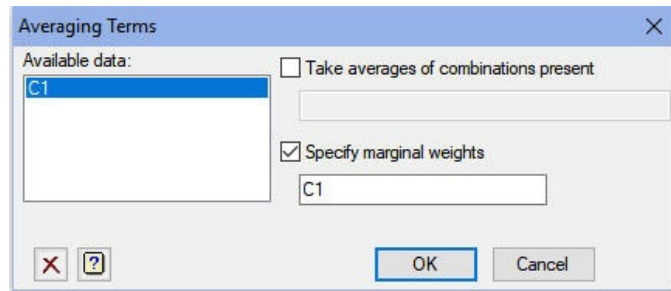 Averaging Terms
Available data:
C1
Take averages of combinations present
Specify marginal weights
C1
OK
Cancel